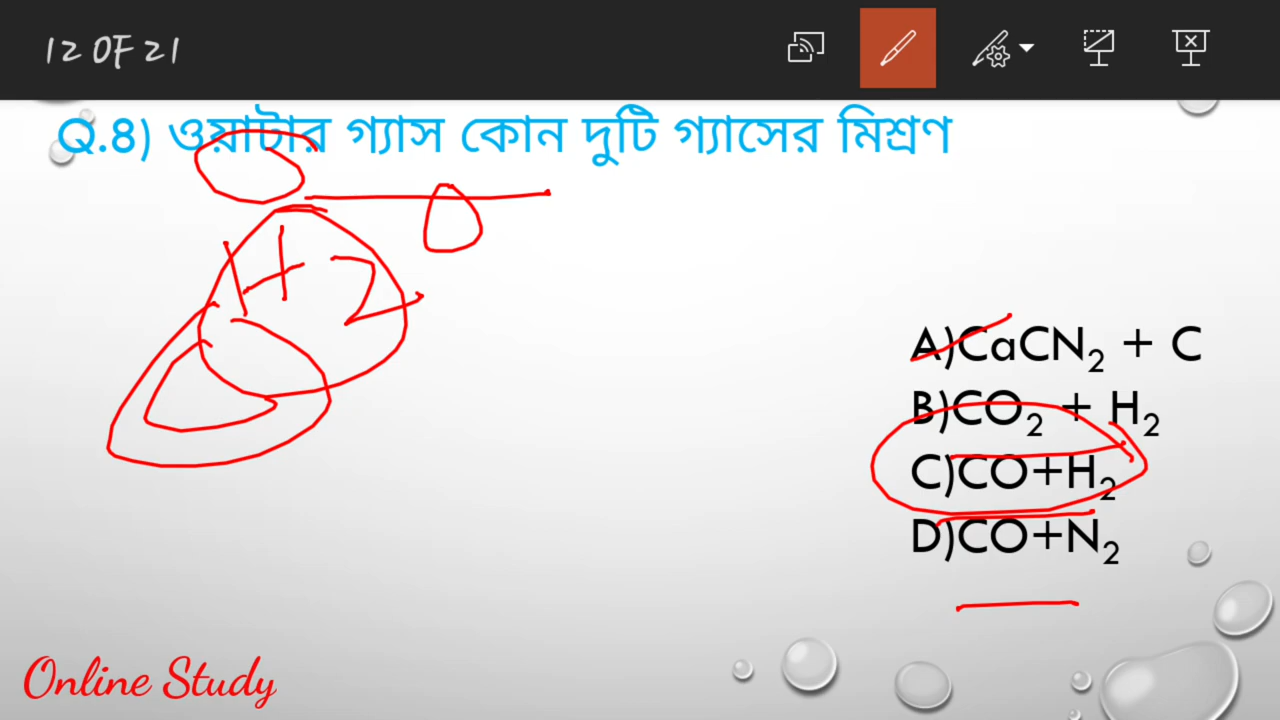 12 OF 21
Q.8) ওয়াটার গ্যাস কোন দুটি গ্যাসের মিশ্রণ
H2
A)CaCN₂ + C
B)CO₂ + H₂
C)CO+H₂
D)CO+N₂
Online Study